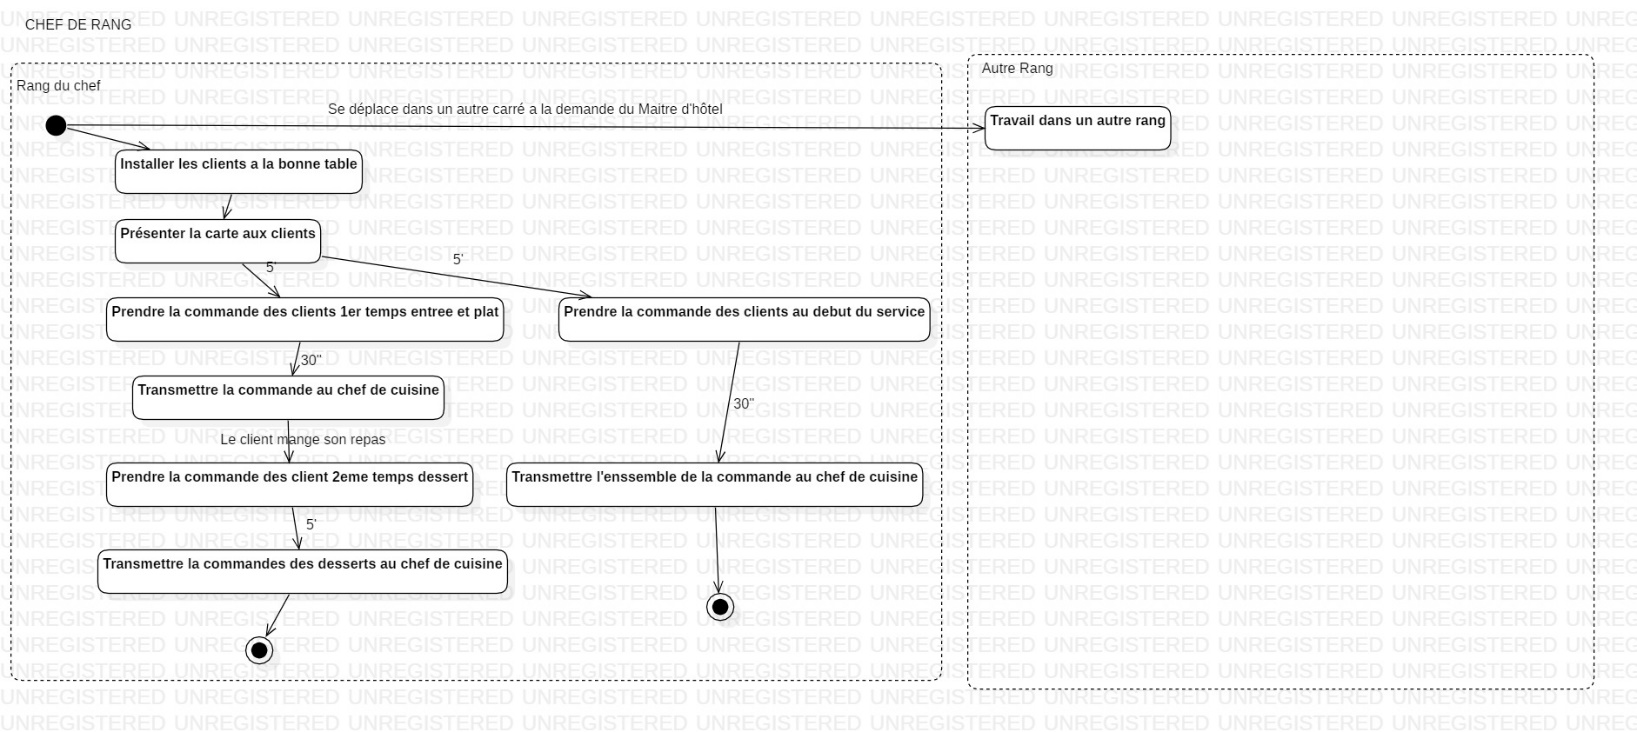 CHEF DE RANG
Rang du chef
Autre Rang
Se déplace dans un autre carré a la demande du Maitre d'hôtel
Travail dans un autre rang
Installer les clients a la bonne table
Présenter la carte aux clients
5'
5'
Prendre la commande des clients 1er temps entree et plat
Prendre la commande des clients au debut du service
30''
Transmettre la commande au chef de cuisine
30''
Le client mange son repas
Prendre la commande des client 2eme temps dessert
Transmettre l'enssemble de la commande au chef de cuisine
5'
Transmettre la commandes des desserts au chef de cuisine
UNREGISTERED